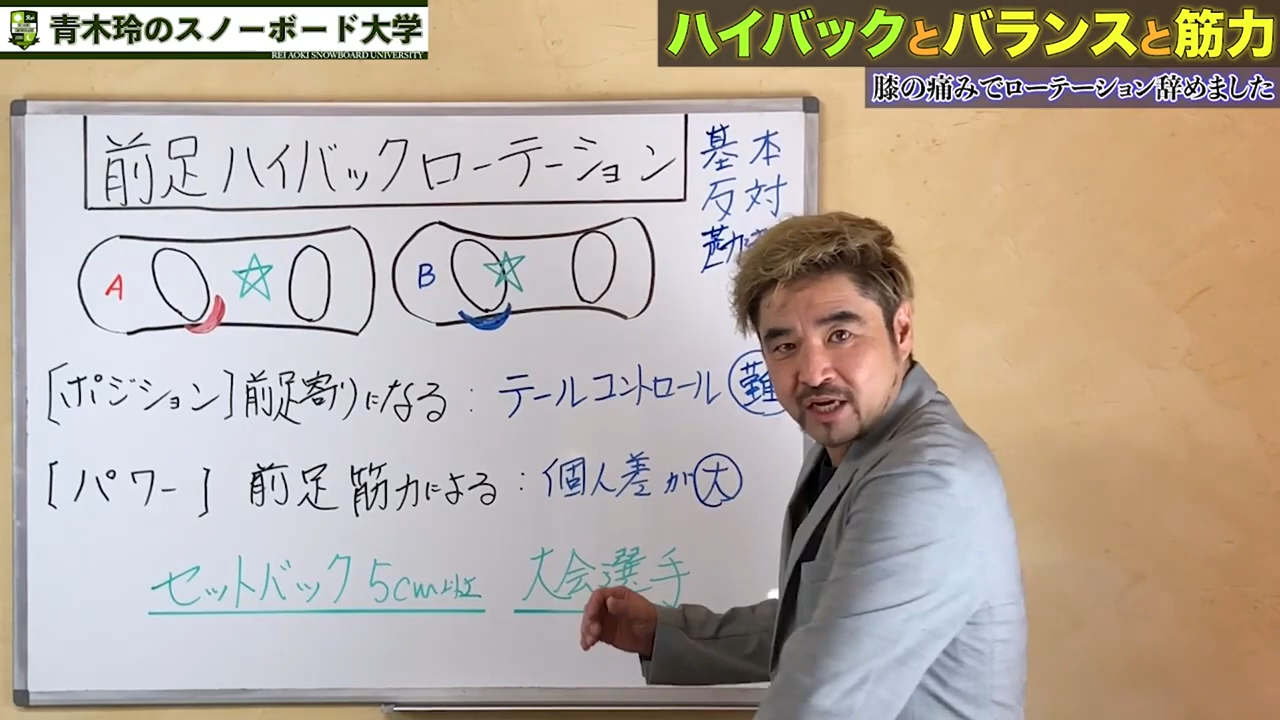 青木玲のスノーボード大学
REI AOKI SNOWBOARD UNIVERSITY
ハイバックとバランスと筋力
膝の痛みでローテーション辞めました
前足ハイバックローテーション
基本
反対
勘
A
B
[ポジション]前足寄りになる:テールコントロール 難
[パワー] 前足筋力による:個人差が大
セットバック5cm以上 大会選手